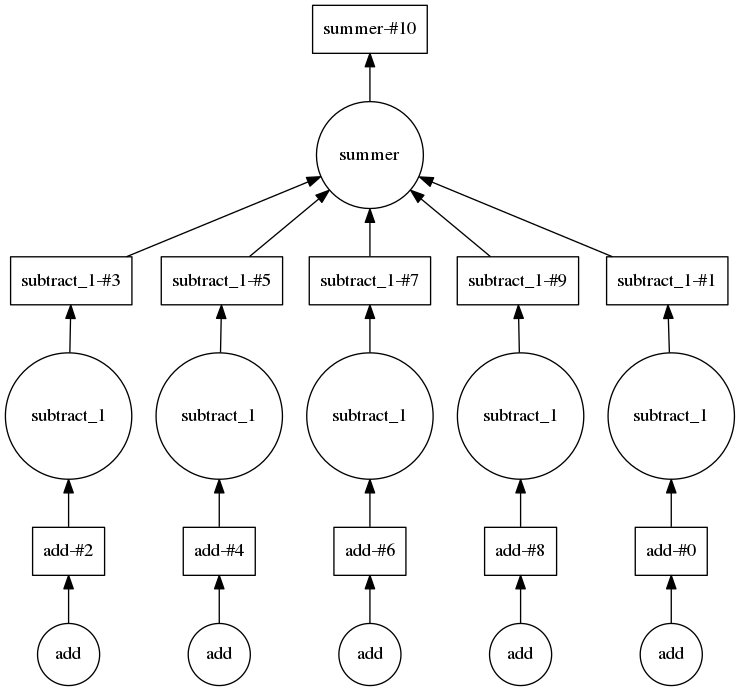 summer-#10
summer
subtract_1-#3
subtract_1-#5
subtract_1-#7
subtract_1-#9
subtract_1-#1
subtract_1
subtract_1
subtract_1
subtract_1
subtract_1
add-#2
add-#4
add-#6
add-#8
add-#0
add
add
add
add
add